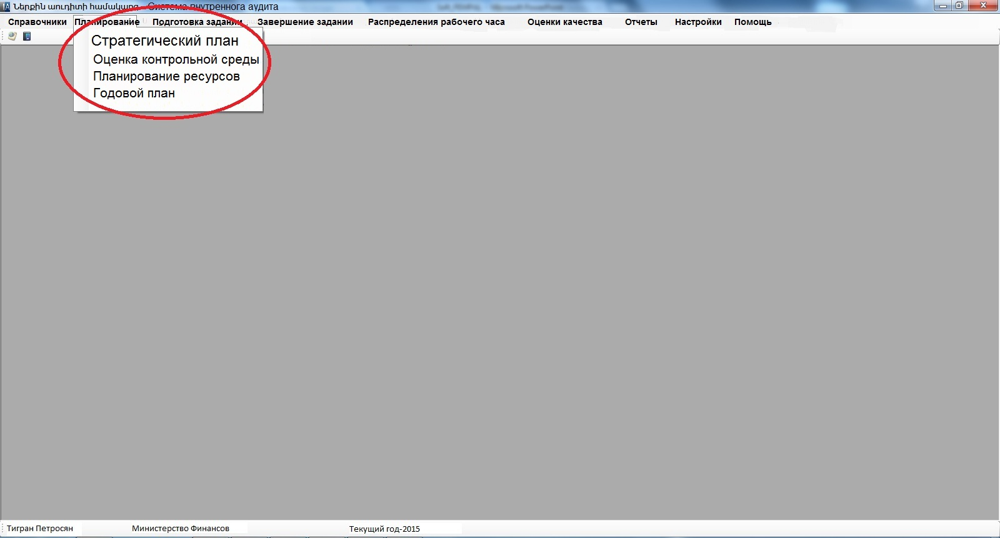 Ներքին աուդիտի համակարգ - Система внутреннога аудита
Справочники Планирование Подготовка задании Завершение задании Распределения рабочего часа Оценки качества Отчеты Настройки Помощь
Стратегический план
Оценка контрольной среды
Планирование ресурсов
Годовой план
Тигран Петросян Министерство Финансов Текущий год-2015